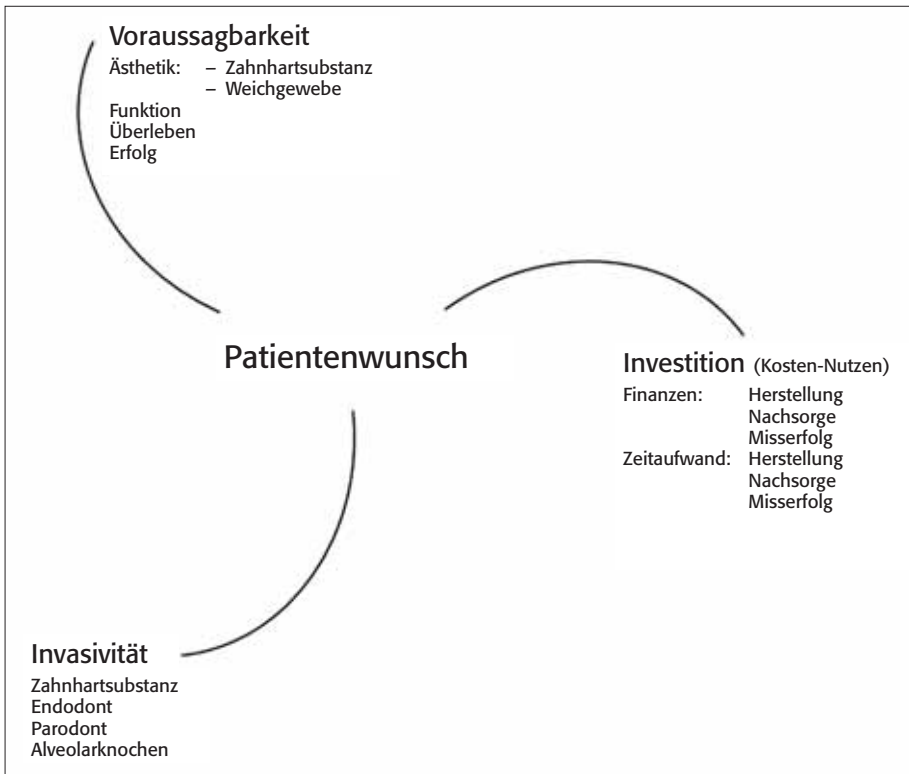 Voraussagbarkeit
Ästhetik: – Zahnhartsubstanz
– Weichgewebe
Funktion
Überleben
Erfolg
Patientenwunsch
Investition (Kosten-Nutzen)
Finanzen: Herstellung
Nachsorge
Misserfolg
Zeitaufwand: Herstellung
Nachsorge
Misserfolg
Invasivität
Zahnhartsubstanz
Endodont
Parodont
Alveolarknochen